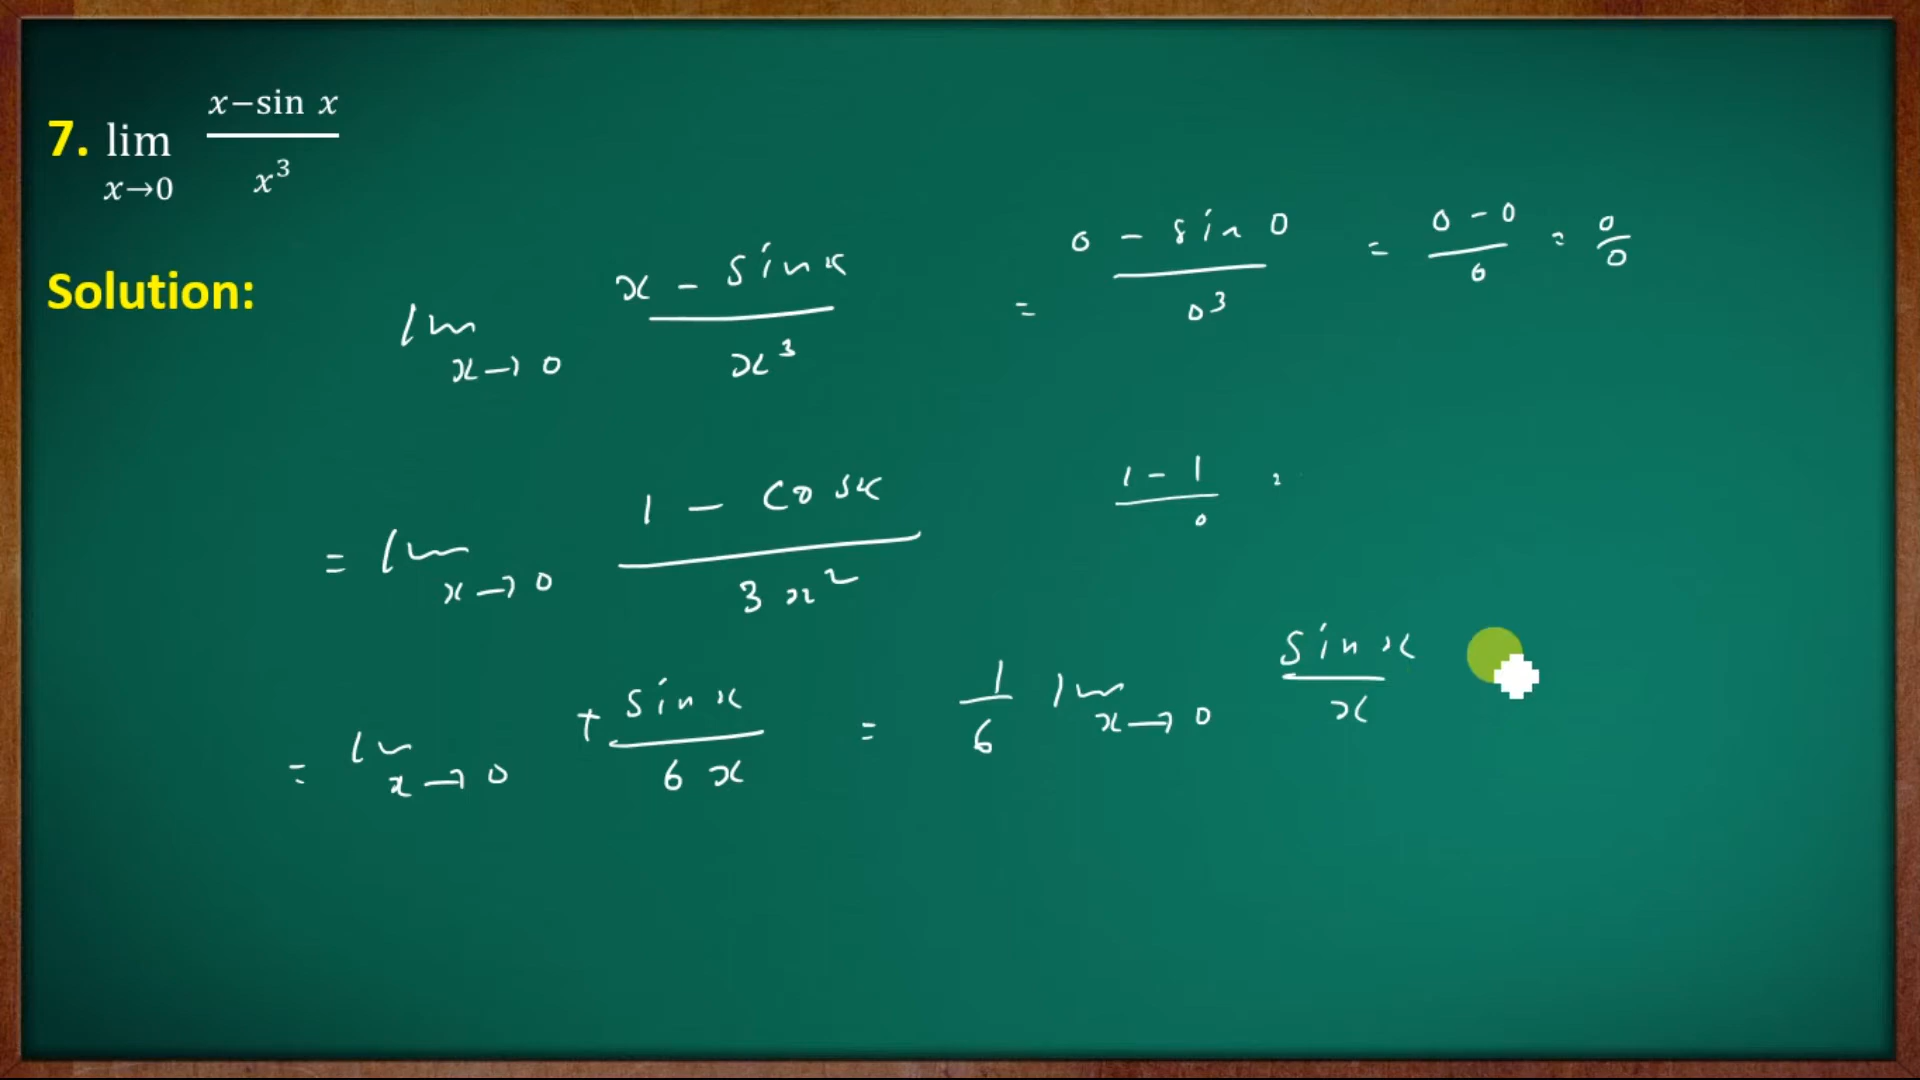 7. lim x→0 x−sin x / x³
Solution:
lim x→0 x - sin x / x³ = 0 - sin 0 / 0³ = 0 - 0 / 0 = 0/0
= lim x→0 1 - cos x / 3x² 1 - 1 / 0 =
= lim x→0 + sin x / 6x = 1/6 lim x→0 sin x / x